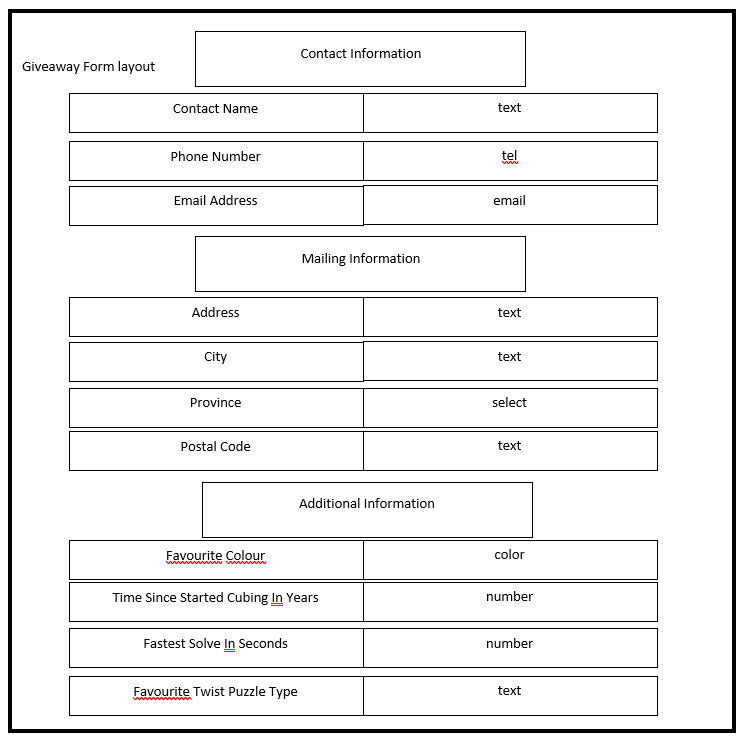 Contact Information
Giveaway Form layout
Contact Name text
Phone Number tel
Email Address email
Mailing Information
Address text
City text
Province select
Postal Code text
Additional Information
Favourite Colour color
Time Since Started Cubing In Years number
Fastest Solve In Seconds number
Favourite Twist Puzzle Type text